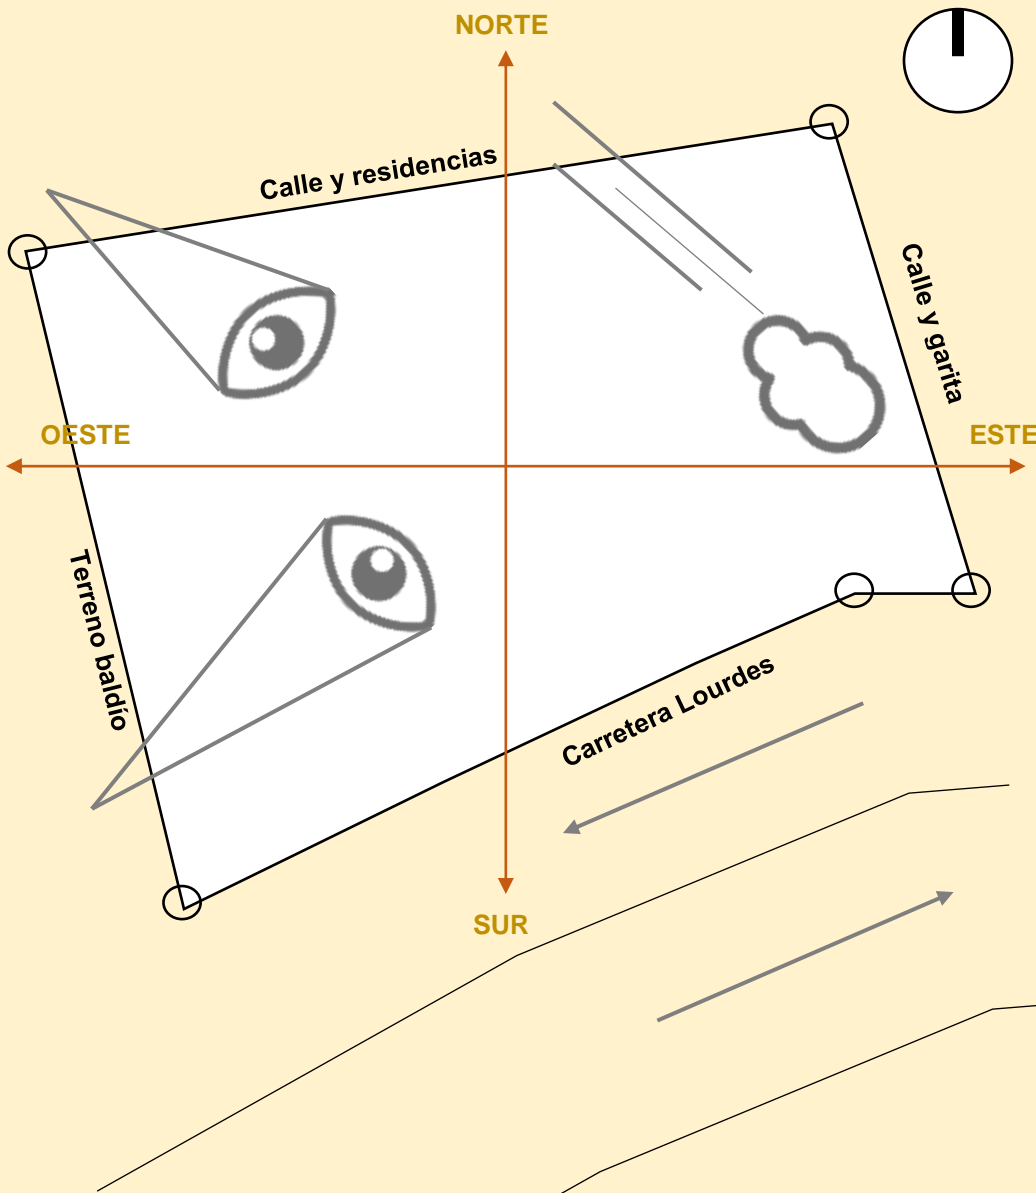 NORTE
Calle y residencias
Calle y garita
OESTE
ESTE
Terreno baldío
Carretera Lourdes
SUR